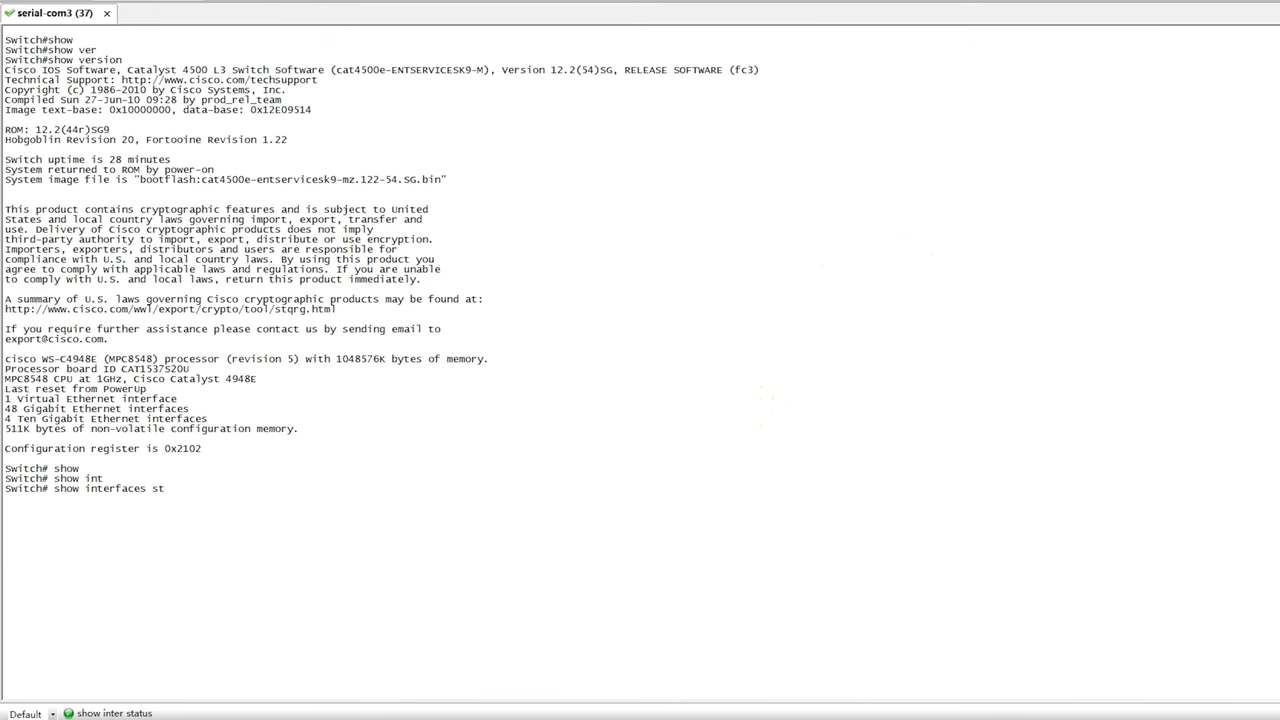 serial-com3 (37) ×
Switch#show
Switch#show ver
Switch#show version
Cisco IOS Software, Catalyst 4500 L3 Switch Software (cat4500e-ENTSERVICESK9-M), Version 12.2(54)SG, RELEASE SOFTWARE (fc3)
Technical Support: http://www.cisco.com/techsupport
Copyright (c) 1986-2010 by Cisco Systems, Inc.
Compiled Sun 27-Jun-10 09:28 by prod_rel_team
Image text-base: 0x10000000, data-base: 0x12E09514
ROM: 12.2(44r)SG9
Hobgoblin Revision 20, Fortooine Revision 1.22
Switch uptime is 28 minutes
System returned to ROM by power-on
System image file is "bootflash:cat4500e-entservicesk9-mz.122-54.SG.bin"
This product contains cryptographic features and is subject to United
States and local country laws governing import, export, transfer and
use. Delivery of Cisco cryptographic products does not imply
third-party authority to import, export, distribute or use encryption.
Importers, exporters, distributors and users are responsible for
compliance with U.S. and local country laws. By using this product you
agree to comply with applicable laws and regulations. If you are unable
to comply with U.S. and local laws, return this product immediately.
A summary of U.S. laws governing Cisco cryptographic products may be found at:
http://www.cisco.com/wwl/export/crypto/tool/stqrg.html
If you require further assistance please contact us by sending email to
export@cisco.com.
cisco WS-C4948E (MPC8548) processor (revision 5) with 1048576K bytes of memory.
Processor board ID CAT1537S20U
MPC8548 CPU at 1GHz, Cisco Catalyst 4948E
Last reset from PowerUp
1 Virtual Ethernet interface
48 Gigabit Ethernet interfaces
4 Ten Gigabit Ethernet interfaces
511K bytes of non-volatile configuration memory.
Configuration register is 0x2102
Switch# show
Switch# show int
Switch# show interfaces st
Default show inter status